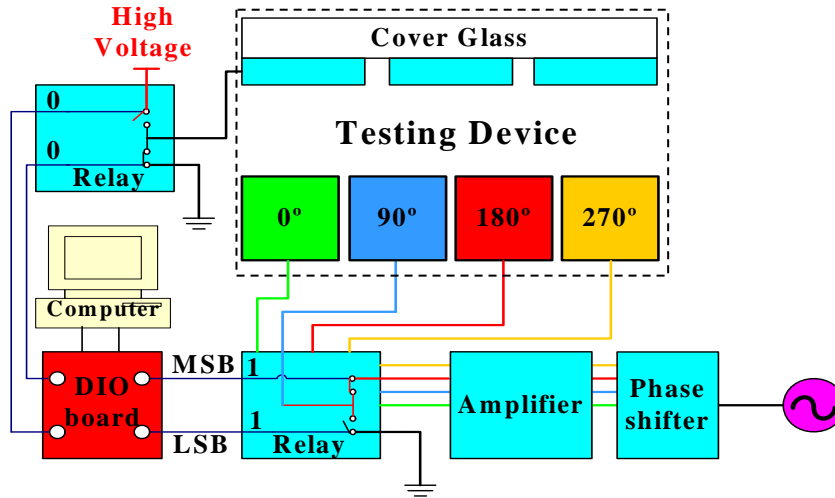 High
Voltage
Cover Glass
0
0
Relay
Testing Device
0º
90º
180º
270º
Computer
DIO
board
MSB
LSB
1
1
Relay
Amplifier
Phase
shifter